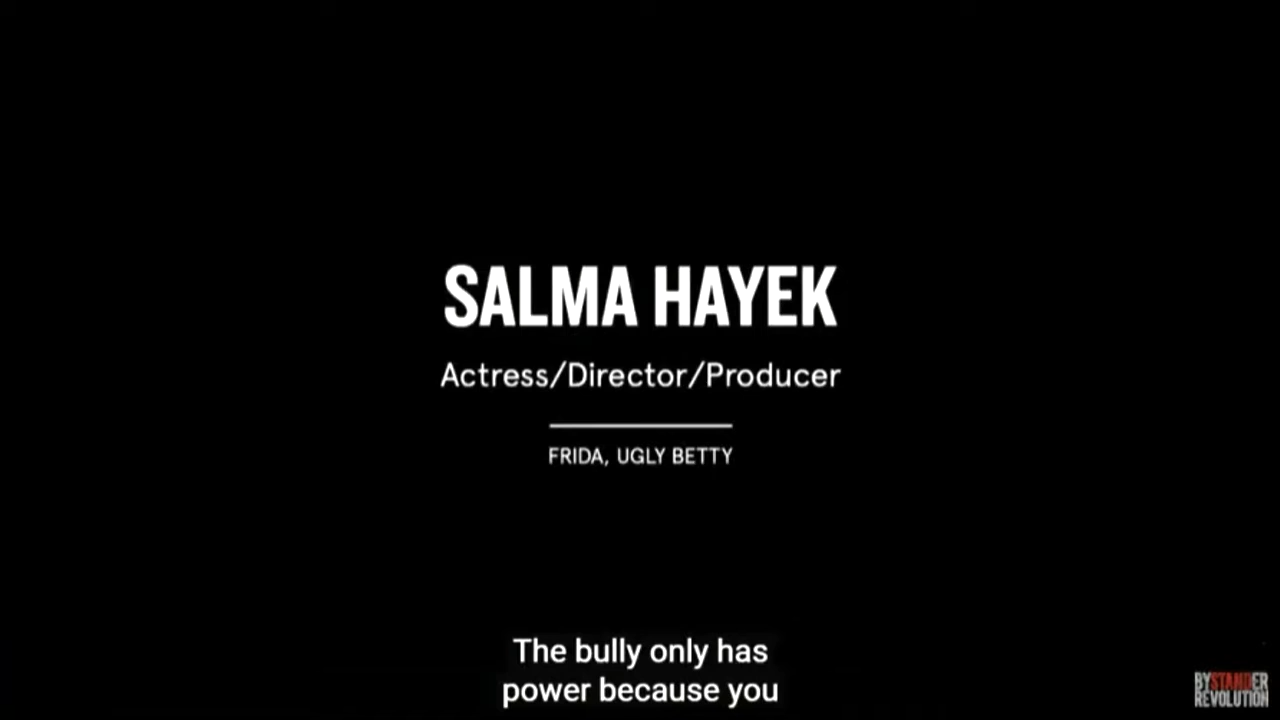 SALMA HAYEK
Actress/Director/Producer
FRIDA, UGLY BETTY
The bully only has
power because you
BYSTANDER
REVOLUTION